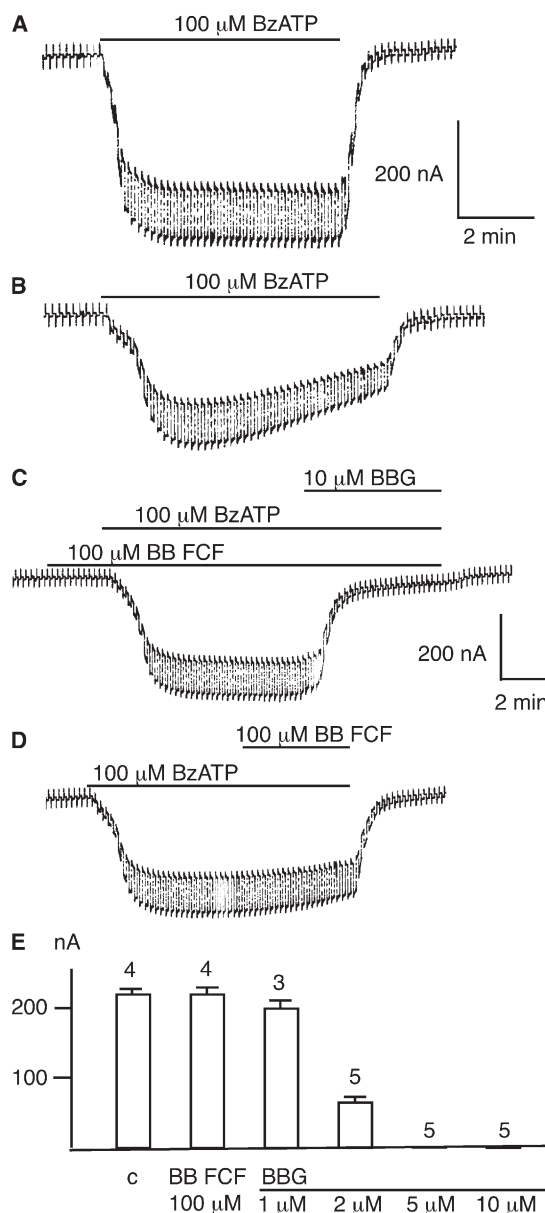 A
100 μM BzATP
200 nA
2 min
B
100 μM BzATP
C
10 μM BBG
100 μM BzATP
100 μM BB FCF
200 nA
2 min
D
100 μM BB FCF
100 μM BzATP
E nA
4 4 3 5 5 5
200
100
c BB FCF BBG
100 μM 1 μM 2 μM 5 μM 10 μM